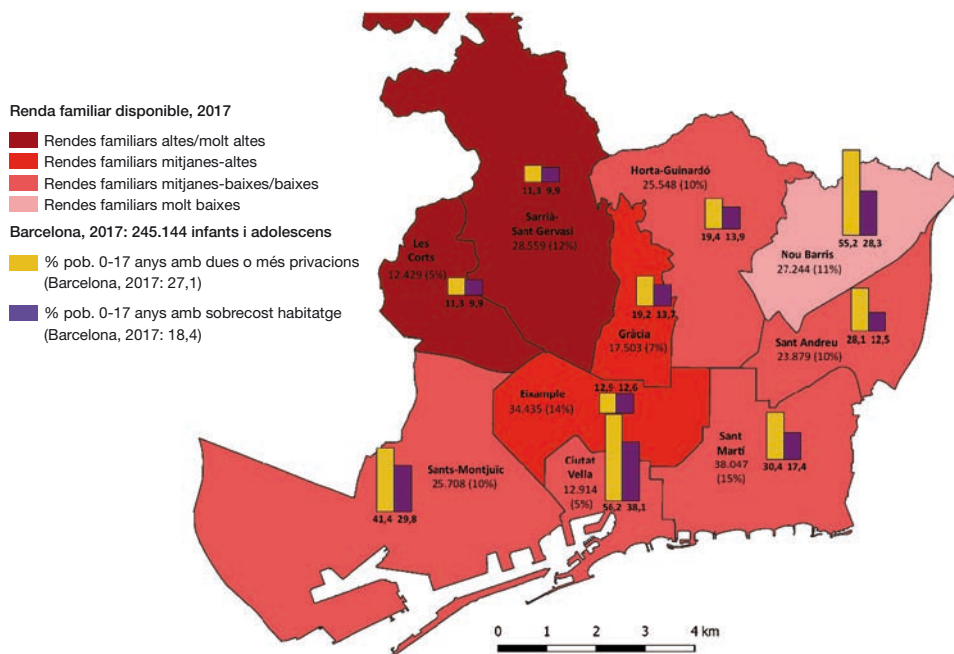 Renda familiar disponible, 2017
Rendes familiars altes/molt altes
Rendes familiars mitjanes-altes
Rendes familiars mitjanes-baixes/baixes
Rendes familiars molt baixes
Barcelona, 2017: 245.144 infants i adolescents
% pob. 0-17 anys amb dues o més privacions
(Barcelona, 2017: 27,1)
% pob. 0-17 anys amb sobrecost habitatge
(Barcelona, 2017: 18,4)
11,3 9,9
Sarrià-
Sant Gervasi
28.559 (12%)
Les
Corts
12.429 (5%)
11,3 9,9
Horta-Guinardó
25.548 (10%)
19,4 13,9
55,2 28,3
Nou Barris
27.244 (11%)
19,2 13,7
Gràcia
17.503 (7%)
28,1 12,5
Sant Andreu
23.879 (10%)
Eixample
34.435 (14%)
12,9 12,6
Sant
Martí
38.047
(15%)
30,4 17,4
Sants-Montjuïc
25.708 (10%)
41,4 29,8
Ciutat
Vella
12.914
(5%)
56,2 38,1
0 1 2 3 4 km